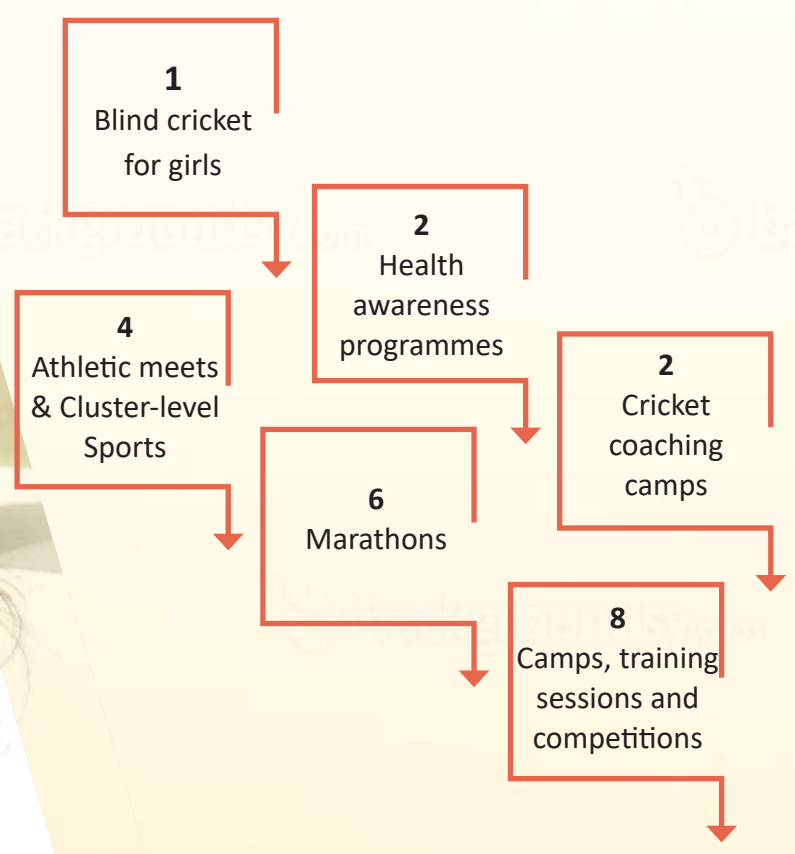 1
Blind cricket
for girls
2
Health
awareness
programmes
4
Athletic meets
& Cluster-level
Sports
2
Cricket
coaching
camps
6
Marathons
8
Camps, training
sessions and
competitions